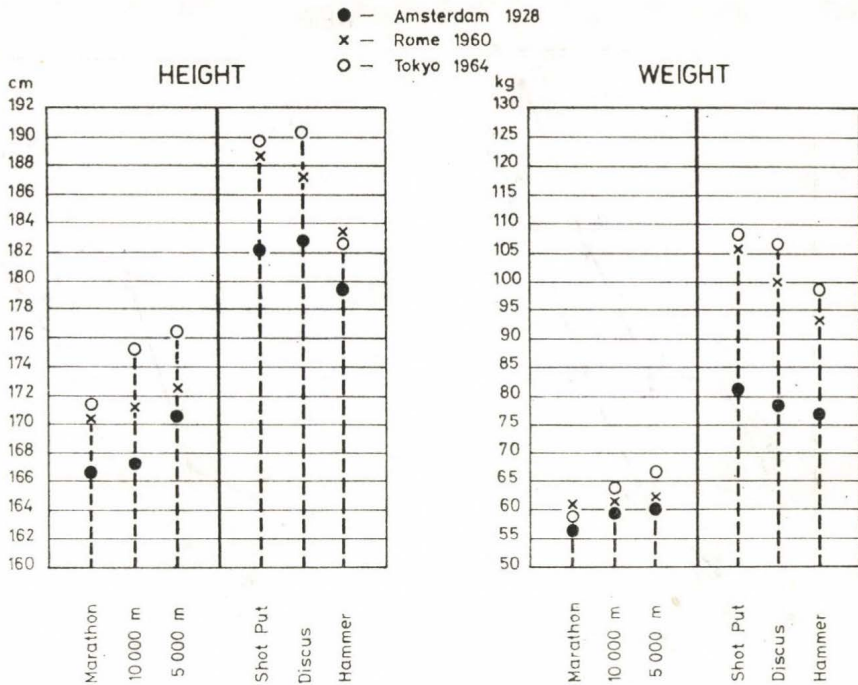 ● – Amsterdam 1928
x – Rome 1960
○ – Tokyo 1964
HEIGHT
cm
192
190
188
186
184
182
180
178
176
174
172
170
168
166
164
162
160
Marathon
10 000 m
5 000 m
Shot Put
Discus
Hammer
WEIGHT
kg
130
125
120
115
110
105
100
95
90
85
80
75
70
65
60
55
50
Marathon
10 000 m
5 000 m
Shot Put
Discus
Hammer